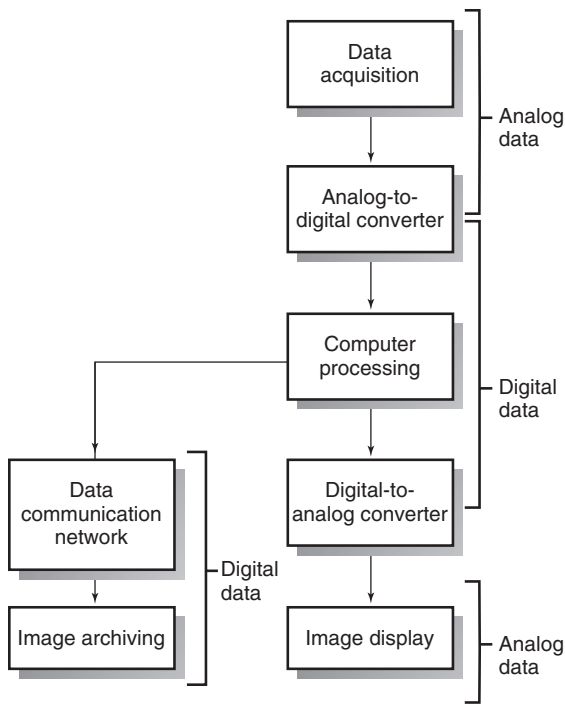 Data
acquisition
Analog
data
Analog-to-
digital converter
Computer
processing
Digital
data
Data
communication
network
Digital-to-
analog converter
Digital
data
Image archiving
Image display
Analog
data